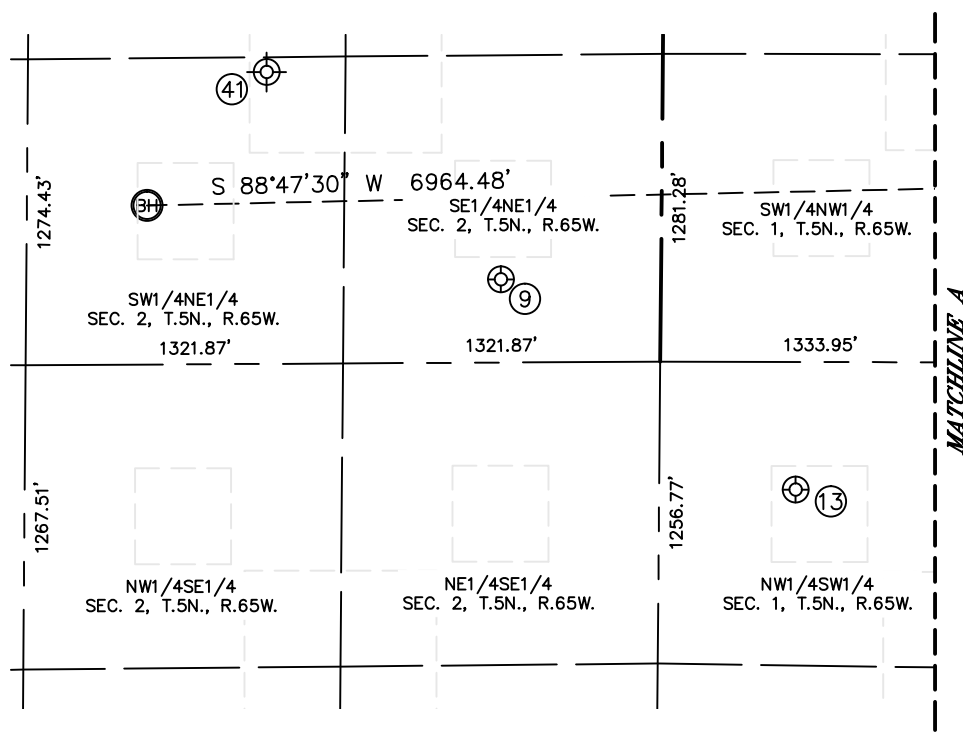 41
S 88°47'30" W 6964.48'
3H
1274.43'
SE1/4NE1/4
SEC. 2, T.5N., R.65W.
1281.28'
SW1/4NW1/4
SEC. 1, T.5N., R.65W.
9
SW1/4NE1/4
SEC. 2, T.5N., R.65W.
1321.87'
1321.87'
1333.95'
MATCHLINE A
1267.51'
1256.77'
13
NW1/4SE1/4
SEC. 2, T.5N., R.65W.
NE1/4SE1/4
SEC. 2, T.5N., R.65W.
NW1/4SW1/4
SEC. 1, T.5N., R.65W.